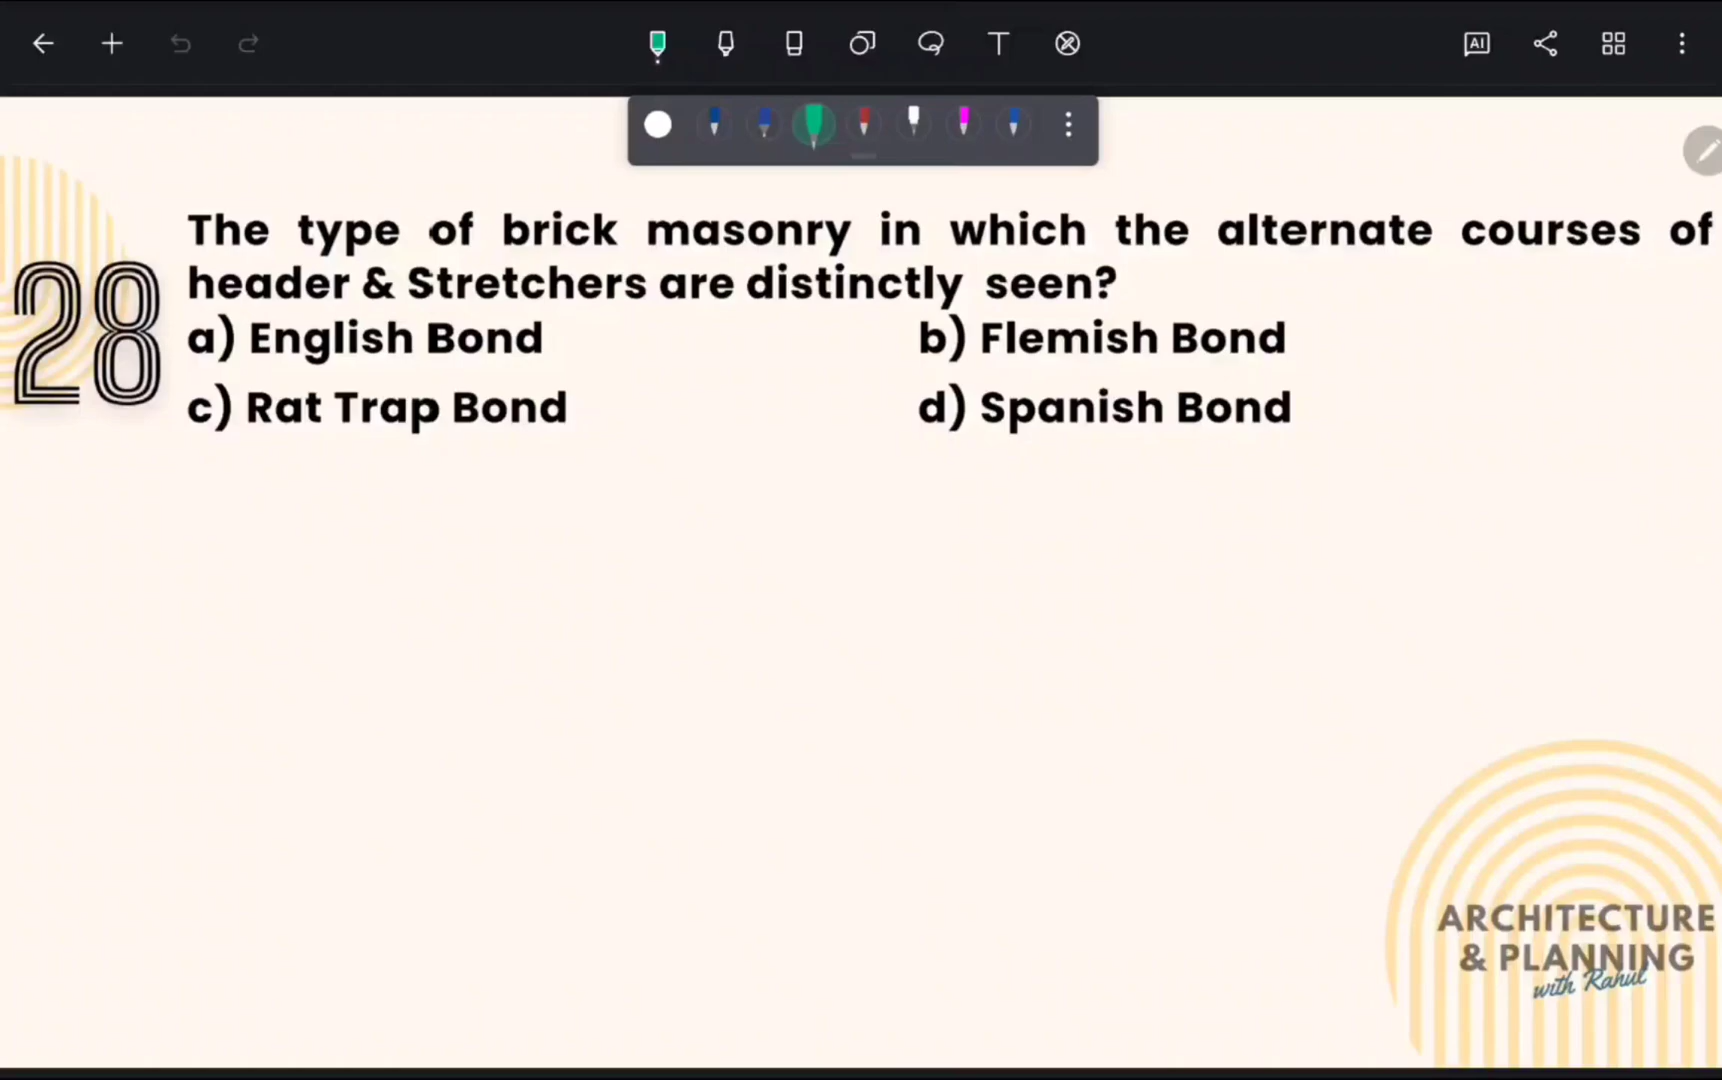 AI
The type of brick masonry in which the alternate courses of
28
header & Stretchers are distinctly seen?
a) English Bond
b) Flemish Bond
c) Rat Trap Bond
d) Spanish Bond
ARCHITECTURE
& PLANNING
with Rahul